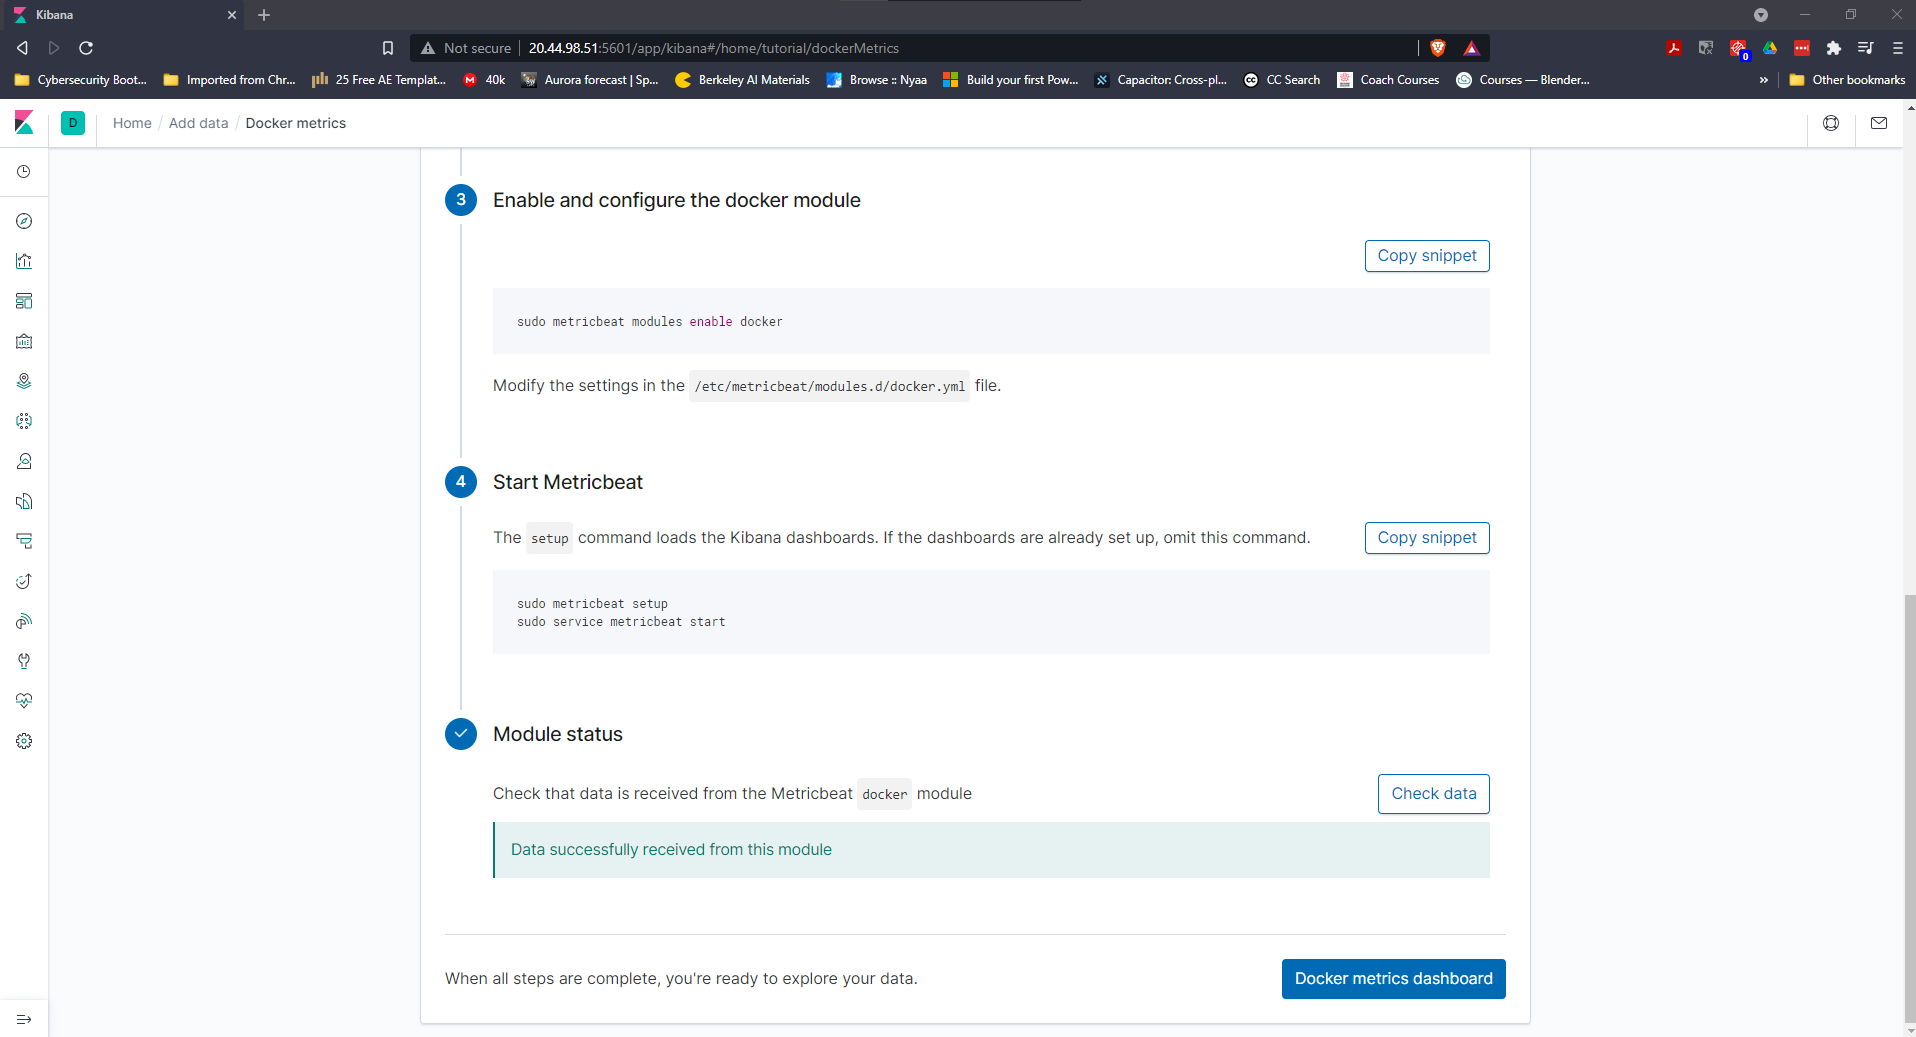 Kibana
Not secure
20.44.98.51:5601/app/kibana#/home/tutorial/dockerMetrics
0
Cybersecurity Boot...
Imported from Chr...
25 Free AE Templat...
M
40k
Aurora forecast | Sp...
Berkeley AI Materials
Browse :: Nyaa
Build your first Pow...
Capacitor: Cross-pl...
cc
CC Search
Coach Courses
Courses — Blender...
»
Other bookmarks
D
Home / Add data / Docker metrics
3
Enable and configure the docker module
Copy snippet
sudo metricbeat modules enable docker
Modify the settings in the /etc/metricbeat/modules.d/docker.yml file.
4
Start Metricbeat
The setup command loads the Kibana dashboards. If the dashboards are already set up, omit this command.
Copy snippet
sudo metricbeat setup
sudo service metricbeat start
Module status
Check that data is received from the Metricbeat docker module
Check data
Data successfully received from this module
When all steps are complete, you're ready to explore your data.
Docker metrics dashboard